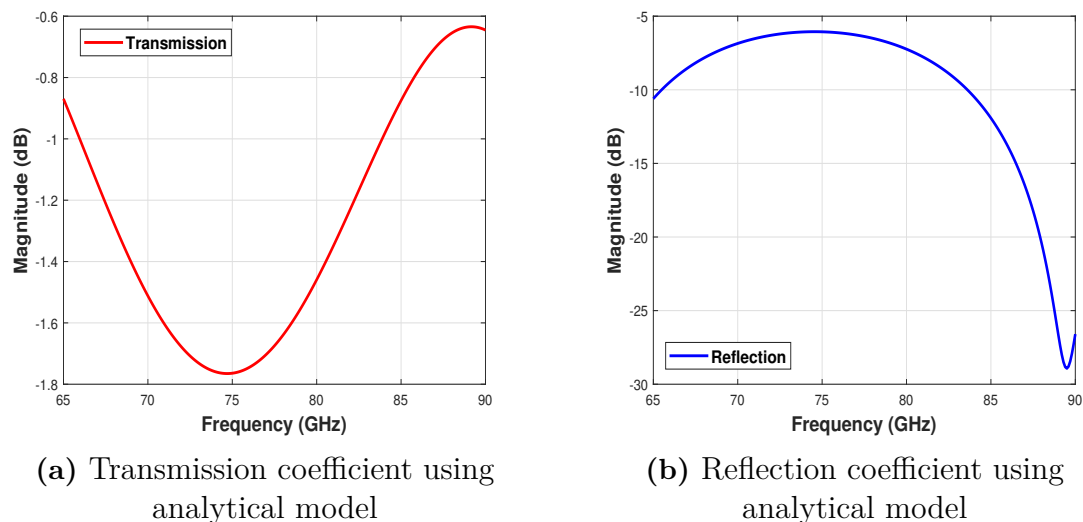 -0.6
-0.8
-1
-1.2
-1.4
-1.6
-1.8
Magnitude (dB)
Transmission
65 70 75 80 85 90
Frequency (GHz)
(a) Transmission coefficient using
analytical model
-5
-10
-15
-20
-25
-30
Magnitude (dB)
Reflection
65 70 75 80 85 90
Frequency (GHz)
(b) Reflection coefficient using
analytical model